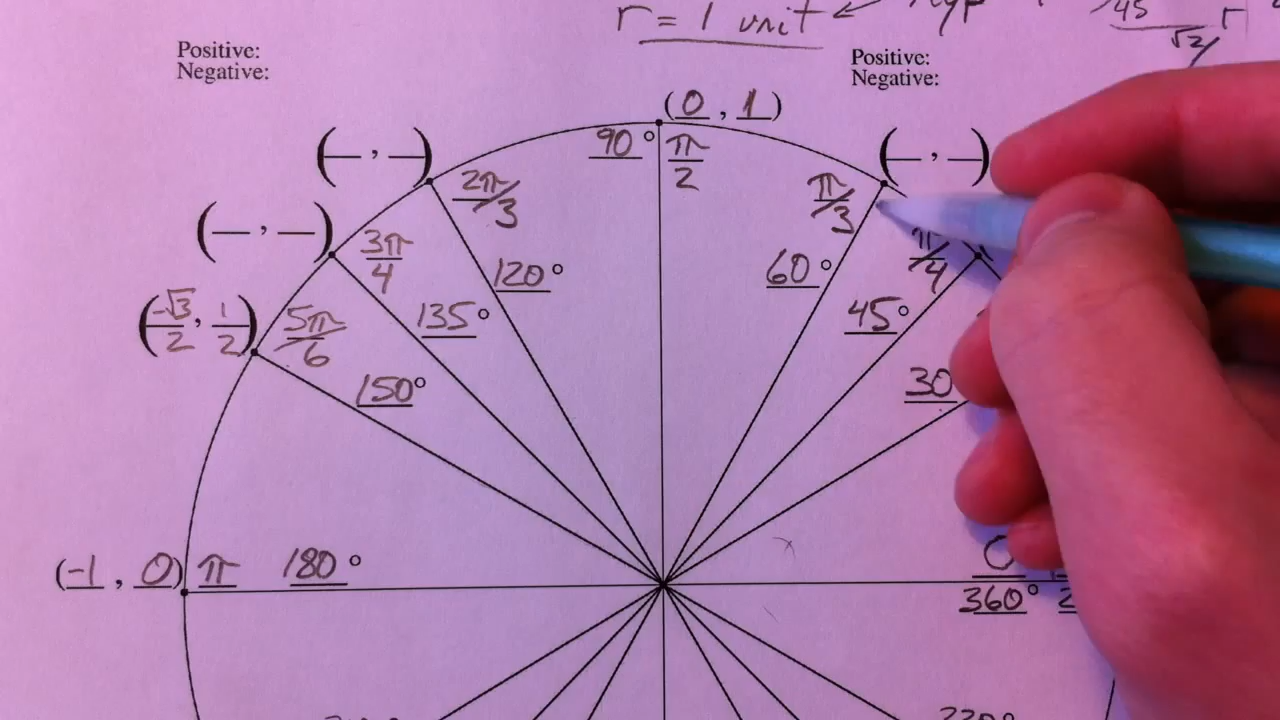 r = 1 unit ←
45
√2/ r
Positive:
Negative:
Positive:
Negative:
(0, 1)
90° π/2
( , )
( , )
2π/3
π/3
( , )
3π/4
π/4
120°
60°
(-√3/2, 1/2)
5π/6
135°
45°
150°
30
(-1, 0) π 180°
0
360° 2